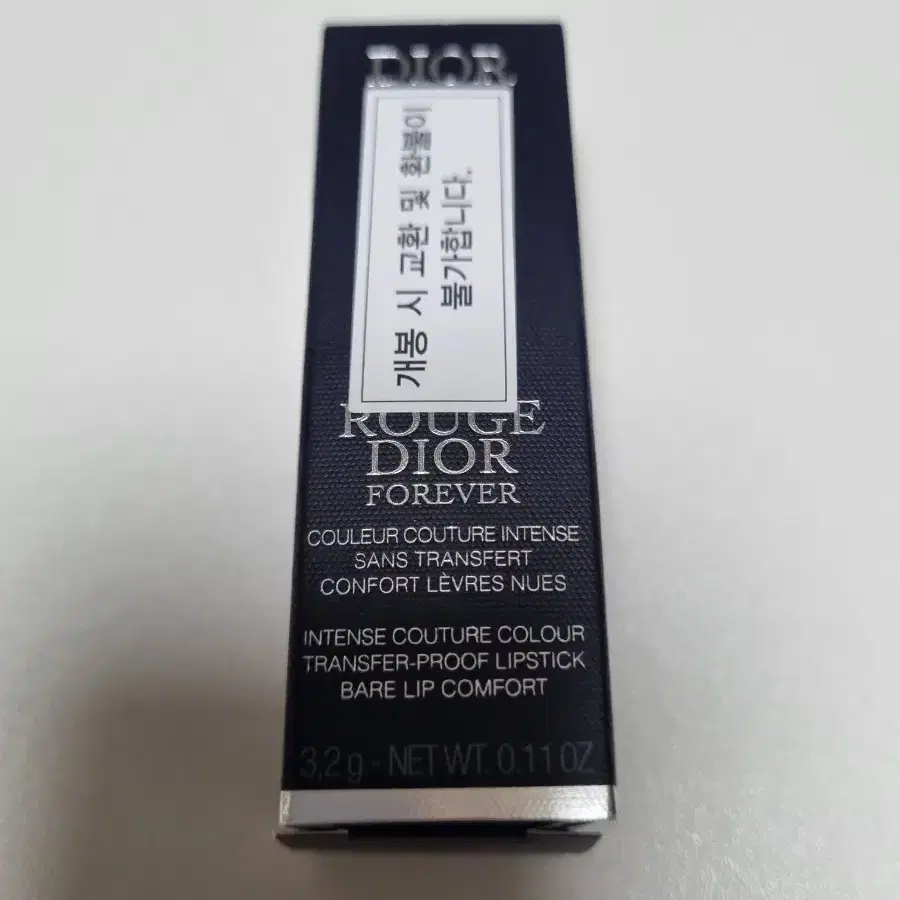 DIOR
개봉 시 교환 및 환불이
불가합니다.
ROUGE
DIOR
FOREVER
COULEUR COUTURE INTENSE
SANS TRANSFERT
CONFORT LÈVRES NUES
INTENSE COUTURE COLOUR
TRANSFER-PROOF LIPSTICK
BARE LIP COMFORT
3,2 g - NET WT. 0.11 OZ